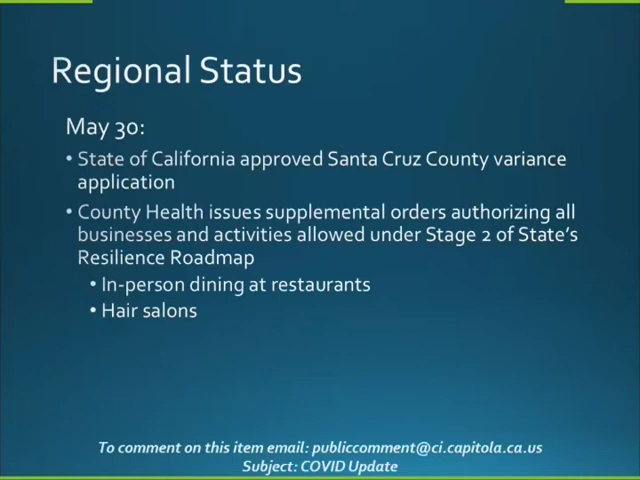 Regional Status
May 30:
• State of California approved Santa Cruz County variance
application
• County Health issues supplemental orders authorizing all
businesses and activities allowed under Stage 2 of State's
Resilience Roadmap
• In-person dining at restaurants
• Hair salons
To comment on this item email: publiccomment@ci.capitola.ca.us
Subject: COVID Update